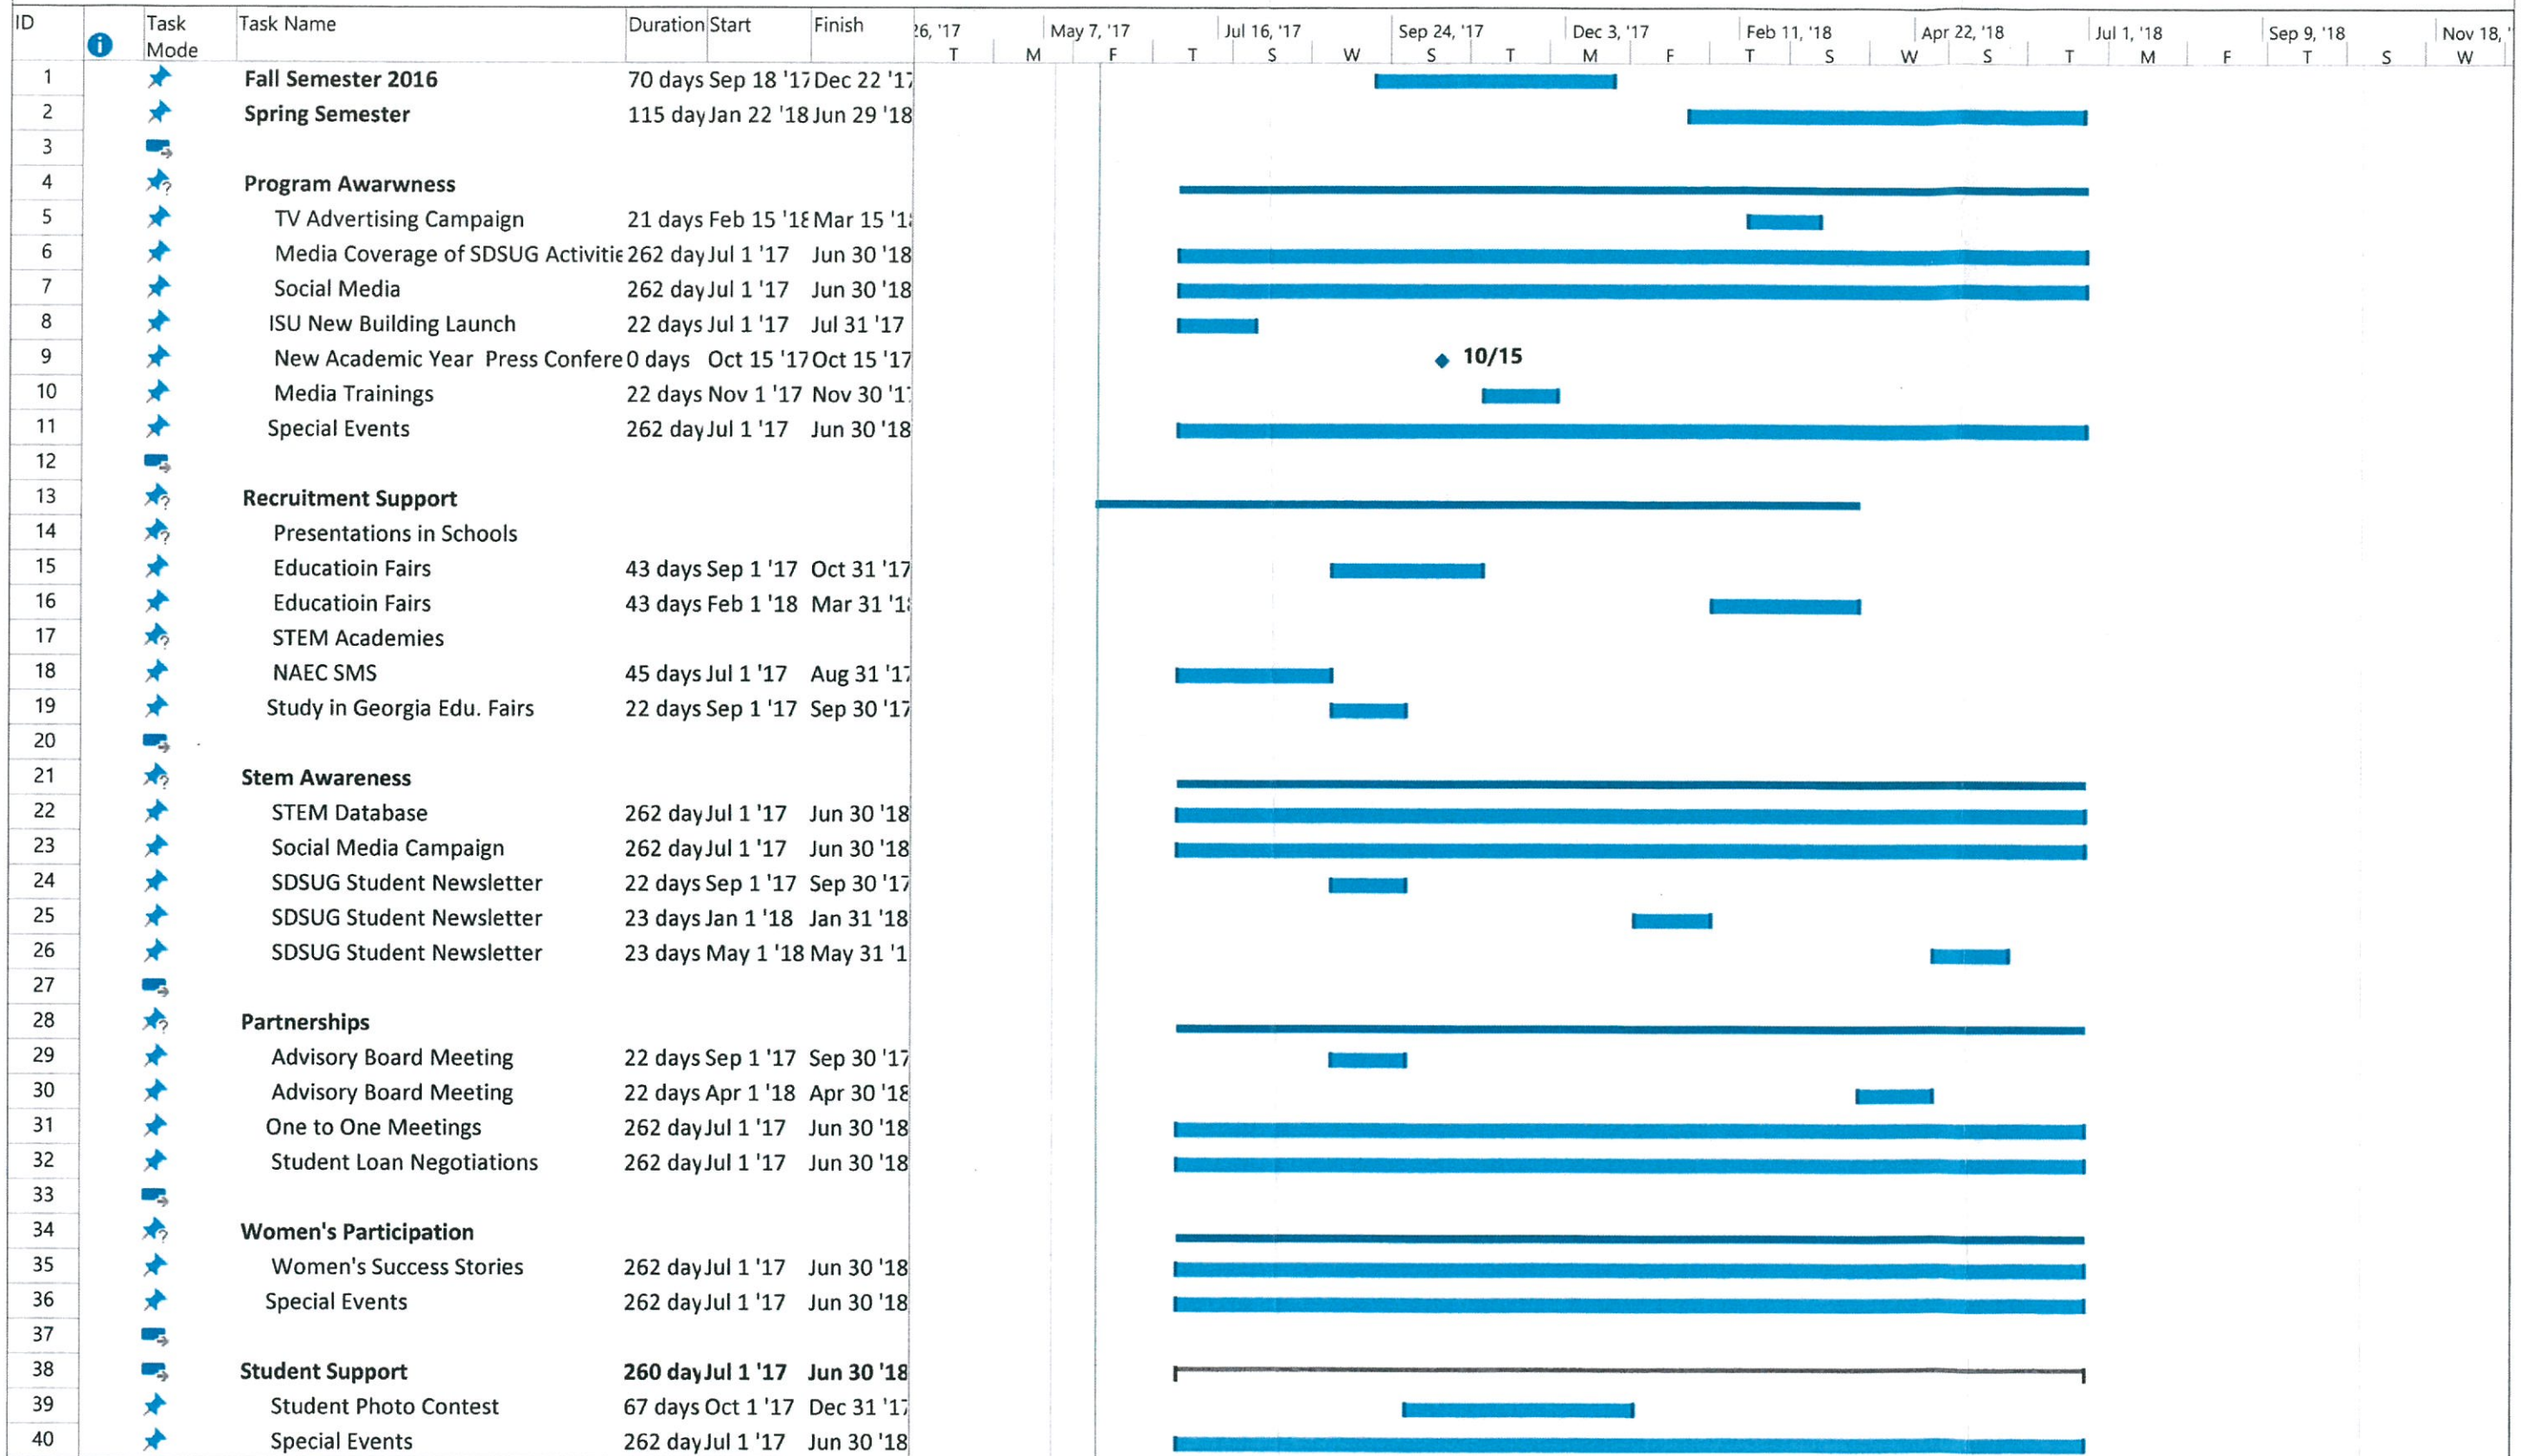 ID Task Mode Task Name Duration Start Finish 26, '17 May 7, '17 Jul 16, '17 Sep 24, '17 Dec 3, '17 Feb 11, '18 Apr 22, '18 Jul 1, '18 Sep 9, '18 Nov 18, '
T M F T S W S T M F T S W S T M F T S W
1 Fall Semester 2016 70 days Sep 18 '17 Dec 22 '17
2 Spring Semester 115 day Jan 22 '18 Jun 29 '18
3
4 Program Awarwness
5 TV Advertising Campaign 21 days Feb 15 '18 Mar 15 '18
6 Media Coverage of SDSUG Activitie 262 day Jul 1 '17 Jun 30 '18
7 Social Media 262 day Jul 1 '17 Jun 30 '18
8 ISU New Building Launch 22 days Jul 1 '17 Jul 31 '17
9 New Academic Year Press Confere 0 days Oct 15 '17 Oct 15 '17 10/15
10 Media Trainings 22 days Nov 1 '17 Nov 30 '17
11 Special Events 262 day Jul 1 '17 Jun 30 '18
12
13 Recruitment Support
14 Presentations in Schools
15 Educatioin Fairs 43 days Sep 1 '17 Oct 31 '17
16 Educatioin Fairs 43 days Feb 1 '18 Mar 31 '18
17 STEM Academies
18 NAEC SMS 45 days Jul 1 '17 Aug 31 '17
19 Study in Georgia Edu. Fairs 22 days Sep 1 '17 Sep 30 '17
20
21 Stem Awareness
22 STEM Database 262 day Jul 1 '17 Jun 30 '18
23 Social Media Campaign 262 day Jul 1 '17 Jun 30 '18
24 SDSUG Student Newsletter 22 days Sep 1 '17 Sep 30 '17
25 SDSUG Student Newsletter 23 days Jan 1 '18 Jan 31 '18
26 SDSUG Student Newsletter 23 days May 1 '18 May 31 '1
27
28 Partnerships
29 Advisory Board Meeting 22 days Sep 1 '17 Sep 30 '17
30 Advisory Board Meeting 22 days Apr 1 '18 Apr 30 '18
31 One to One Meetings 262 day Jul 1 '17 Jun 30 '18
32 Student Loan Negotiations 262 day Jul 1 '17 Jun 30 '18
33
34 Women's Participation
35 Women's Success Stories 262 day Jul 1 '17 Jun 30 '18
36 Special Events 262 day Jul 1 '17 Jun 30 '18
37
38 Student Support 260 day Jul 1 '17 Jun 30 '18
39 Student Photo Contest 67 days Oct 1 '17 Dec 31 '17
40 Special Events 262 day Jul 1 '17 Jun 30 '18